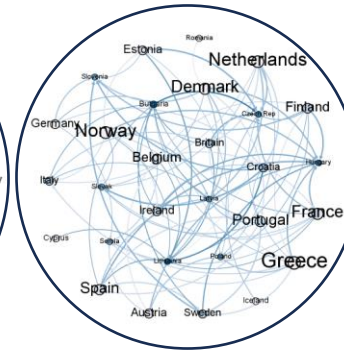 Romania
Estonia
Netherlands
Slovenia
Denmark
Bulgaria
Czech Rep
Finland
Germany
Norway
Britain
Belgium
Hungary
Croatia
Italy
Slovak
Latvia
Ireland
Portugal
France
Cyprus
Serbia
Lithuania
Poland
Greece
Spain
Iceland
Austria
Sweden